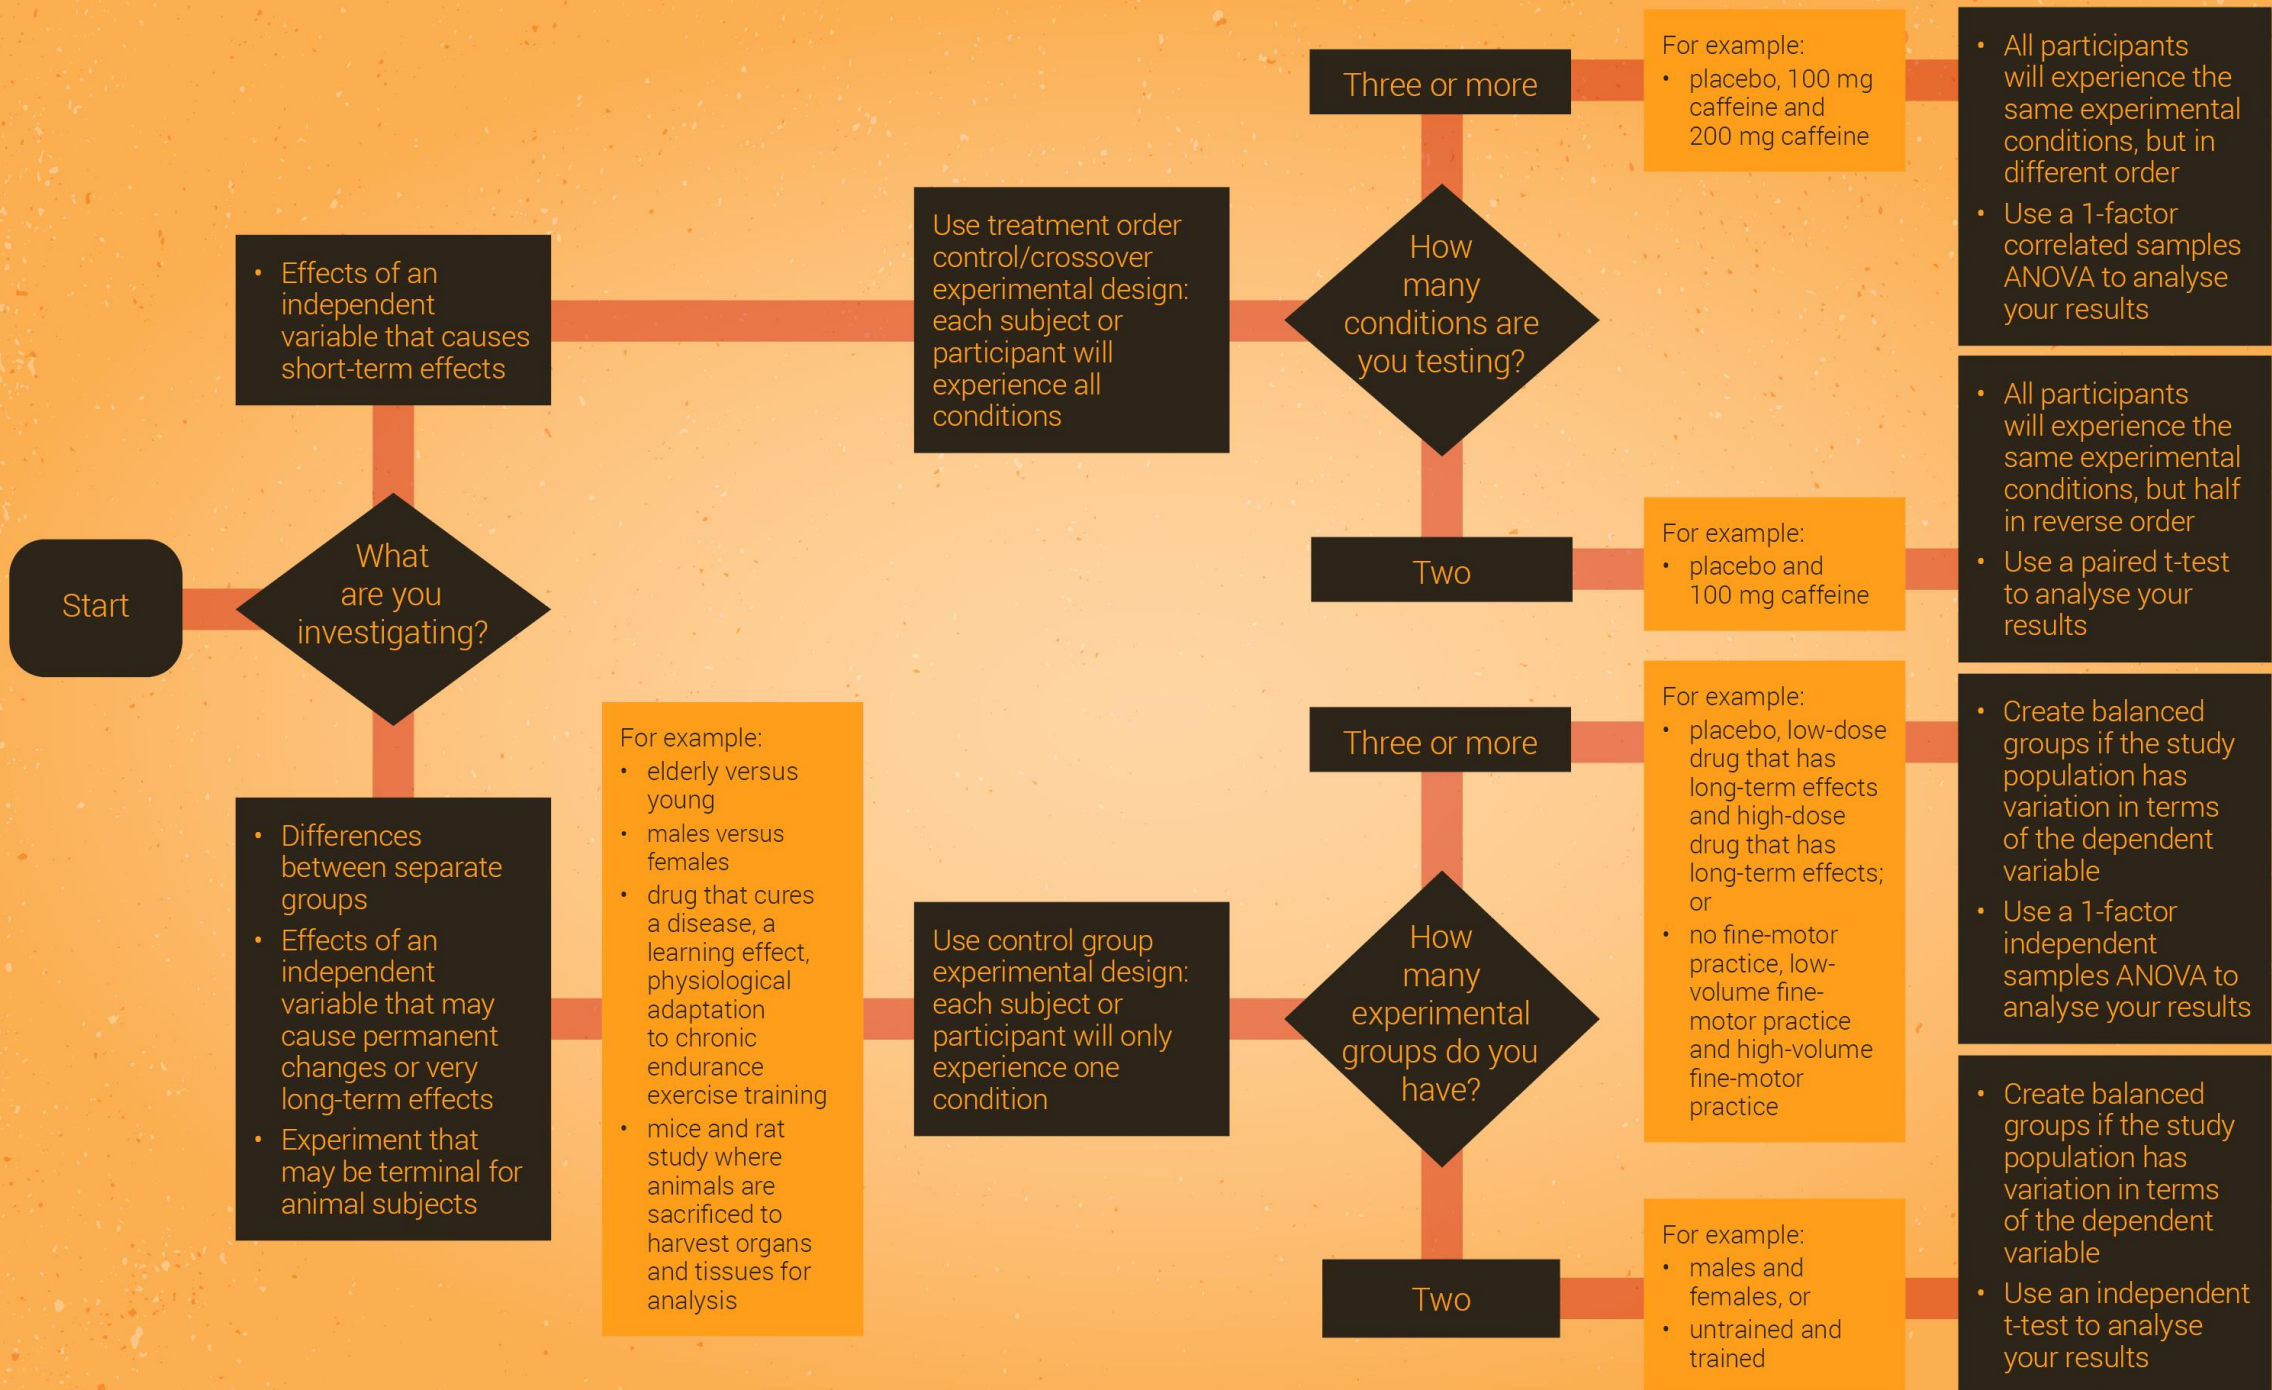 Start
What
are you
investigating?
• Effects of an
independent
variable that causes
short-term effects
Use treatment order
control/crossover
experimental design:
each subject or
participant will
experience all
conditions
How
many
conditions are
you testing?
Three or more
For example:
• placebo, 100 mg
caffeine and
200 mg caffeine
• All participants
will experience the
same experimental
conditions, but in
different order
• Use a 1-factor
correlated samples
ANOVA to analyse
your results
Two
For example:
• placebo and
100 mg caffeine
• All participants
will experience the
same experimental
conditions, but half
in reverse order
• Use a paired t-test
to analyse your
results
• Differences
between separate
groups
• Effects of an
independent
variable that may
cause permanent
changes or very
long-term effects
• Experiment that
may be terminal for
animal subjects
For example:
• elderly versus
young
• males versus
females
• drug that cures
a disease, a
learning effect,
physiological
adaptation
to chronic
endurance
exercise training
• mice and rat
study where
animals are
sacrificed to
harvest organs
and tissues for
analysis
Use control group
experimental design:
each subject or
participant will only
experience one
condition
How
many
experimental
groups do you
have?
Three or more
For example:
• placebo, low-dose
drug that has
long-term effects
and high-dose
drug that has
long-term effects;
or
• no fine-motor
practice, low-
volume fine-
motor practice
and high-volume
fine-motor
practice
• Create balanced
groups if the study
population has
variation in terms
of the dependent
variable
• Use a 1-factor
independent
samples ANOVA to
analyse your results
Two
For example:
• males and
females, or
• untrained and
trained
• Create balanced
groups if the study
population has
variation in terms
of the dependent
variable
• Use an independent
t-test to analyse
your results